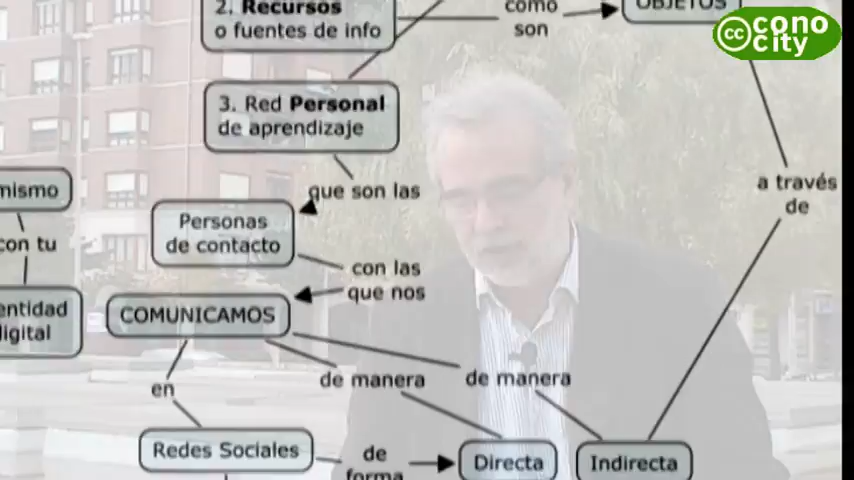 2. Recursos
o fuentes de info
como
son
OBJETOS
cc cono
city
3. Red Personal
de aprendizaje
mismo
que son las
a través
de
Personas
de contacto
con tu
con las
que nos
entidad
digital
COMUNICAMOS
de manera
de manera
en
Redes Sociales
de
forma
Directa
Indirecta